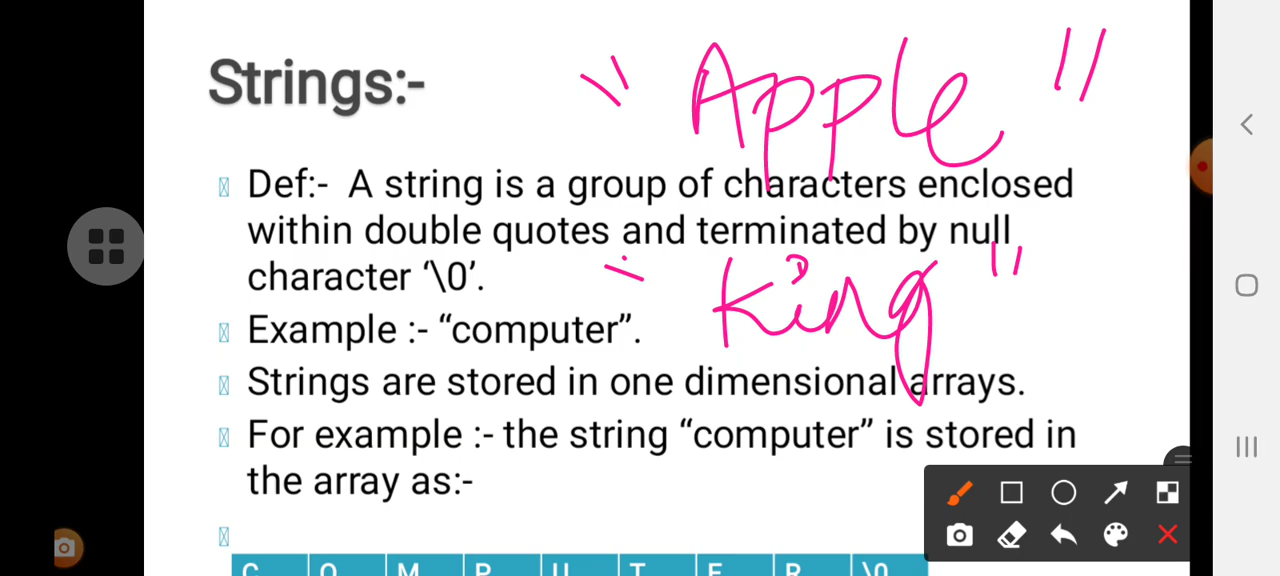 Strings:-
" Apple "
Def:- A string is a group of characters enclosed
within double quotes and terminated by null
character ‘\0’.
" King "
Example :- “computer”.
Strings are stored in one dimensional arrays.
For example :- the string “computer” is stored in
the array as:-
C O M P U T E R \0